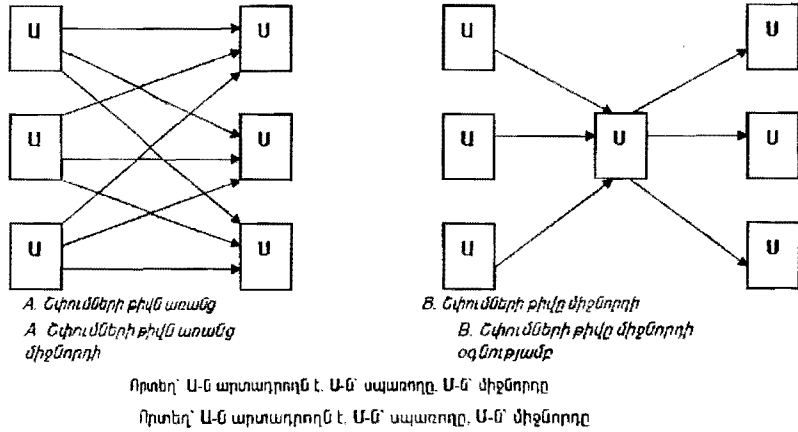 Ա Ս Ա Ս
Ա Ս Ա Ս Ս
Ա Ս Ա Ս
A. Շփումների թիվն առանց
A. Շփումների թիվն առանց
միջնորդի
B. Շփումների թիվը միջնորդի
B. Շփումների թիվը միջնորդի
օգնությամբ
Որտեղ՝ Ա-ն արտադրողն է, Ս-ն՝ սպառողը, Մ-ն՝ միջնորդը
Որտեղ՝ Ա-ն արտադրողն է, Ս-ն՝ սպառողը, Մ-ն՝ միջնորդը